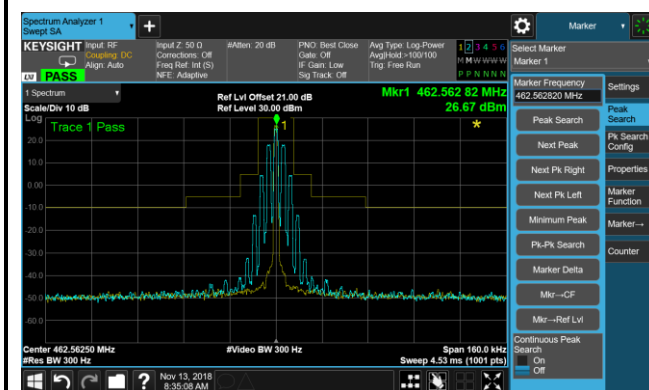 Spectrum Analyzer 1
Swept SA
+
Marker
KEYSIGHT
Input: RF
Coupling: DC
Align: Auto
Input Z: 50 Ω
Corrections: Off
Freq Ref: Int (S)
NFE: Adaptive
#Atten: 20 dB
PNO: Best Close
Gate: Off
IF Gain: Low
Sig Track: Off
Avg Type: Log-Power
Avg|Hold:>100/100
Trig: Free Run
1 2 3 4 5 6
M M W W W W
P P N N N N
LXI
PASS
Select Marker
Marker 1
1 Spectrum
Scale/Div 10 dB
Log
Ref Lvl Offset 21.00 dB
Ref Level 30.00 dBm
Mkr1 462.562 82 MHz
26.67 dBm
Trace 1 Pass
1
*
20.0
10.0
0.00
-10.0
-20.0
-30.0
-40.0
-50.0
-60.0
Center 462.56250 MHz
#Res BW 300 Hz
#Video BW 300 Hz
Span 160.0 kHz
Sweep 4.53 ms (1001 pts)
Marker Frequency
462.562820 MHz
Peak Search
Next Peak
Next Pk Right
Next Pk Left
Minimum Peak
Pk-Pk Search
Marker Delta
Mkr→CF
Mkr→Ref Lvl
Continuous Peak
Search
On
Off
Settings
Peak
Search
Pk Search
Config
Properties
Marker
Function
Marker→
Counter
?
Nov 13, 2018
8:35:08 AM